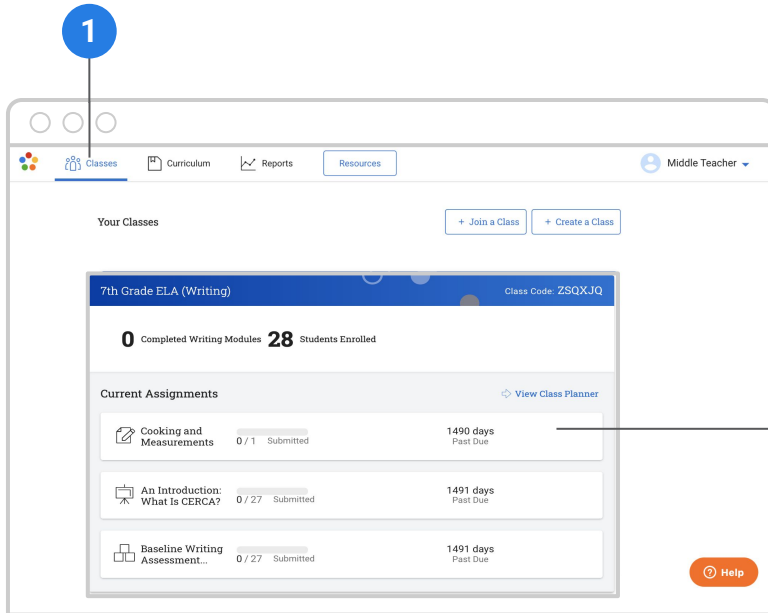 1
Classes
Curriculum
Reports
Resources
Middle Teacher
Your Classes
+ Join a Class
+ Create a Class
7th Grade ELA (Writing)
Class Code: ZSQXJQ
0 Completed Writing Modules 28 Students Enrolled
Current Assignments
View Class Planner
Cooking and
Measurements
0 / 1 Submitted
1490 days
Past Due
An Introduction:
What Is CERCA?
0 / 27 Submitted
1491 days
Past Due
Baseline Writing
Assessment...
0 / 27 Submitted
1491 days
Past Due
? Help